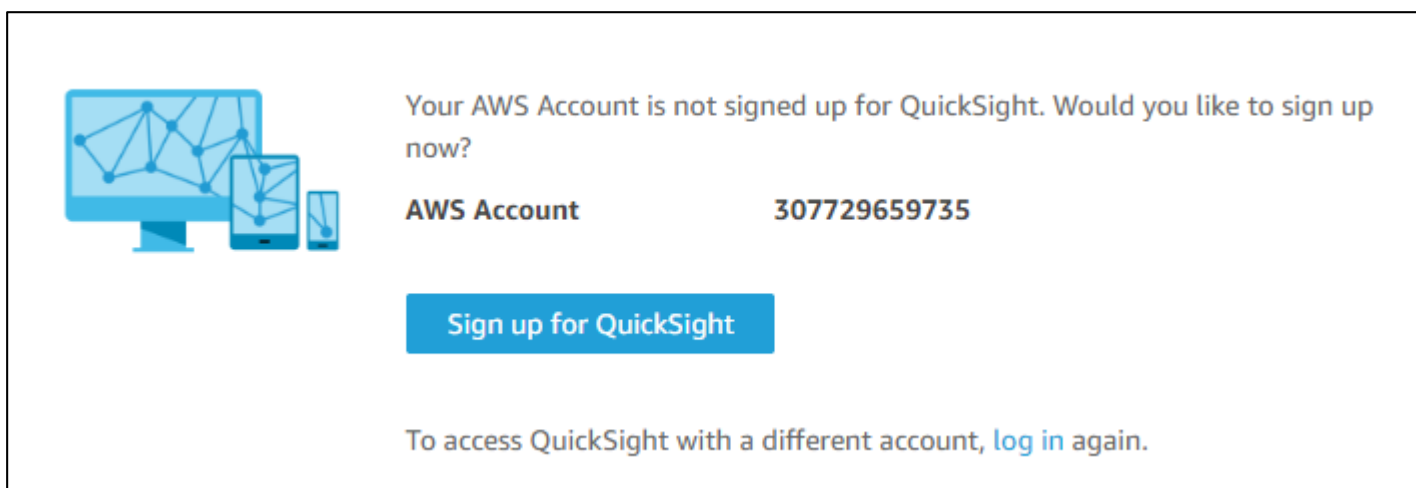 Your AWS Account is not signed up for QuickSight. Would you like to sign up
now?
AWS Account 307729659735
Sign up for QuickSight
To access QuickSight with a different account, log in again.